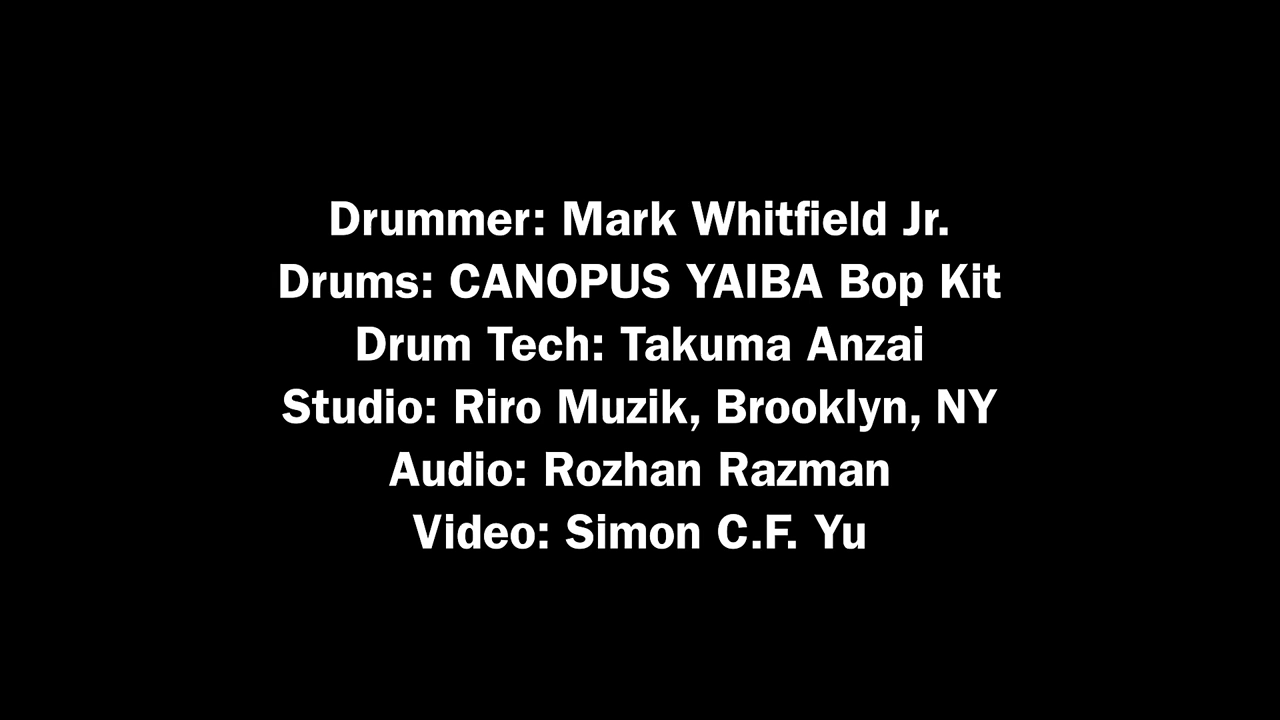 Drummer: Mark Whitfield Jr.
Drums: CANOPUS YAIBA Bop Kit
Drum Tech: Takuma Anzai
Studio: Riro Muzik, Brooklyn, NY
Audio: Rozhan Razman
Video: Simon C.F. Yu